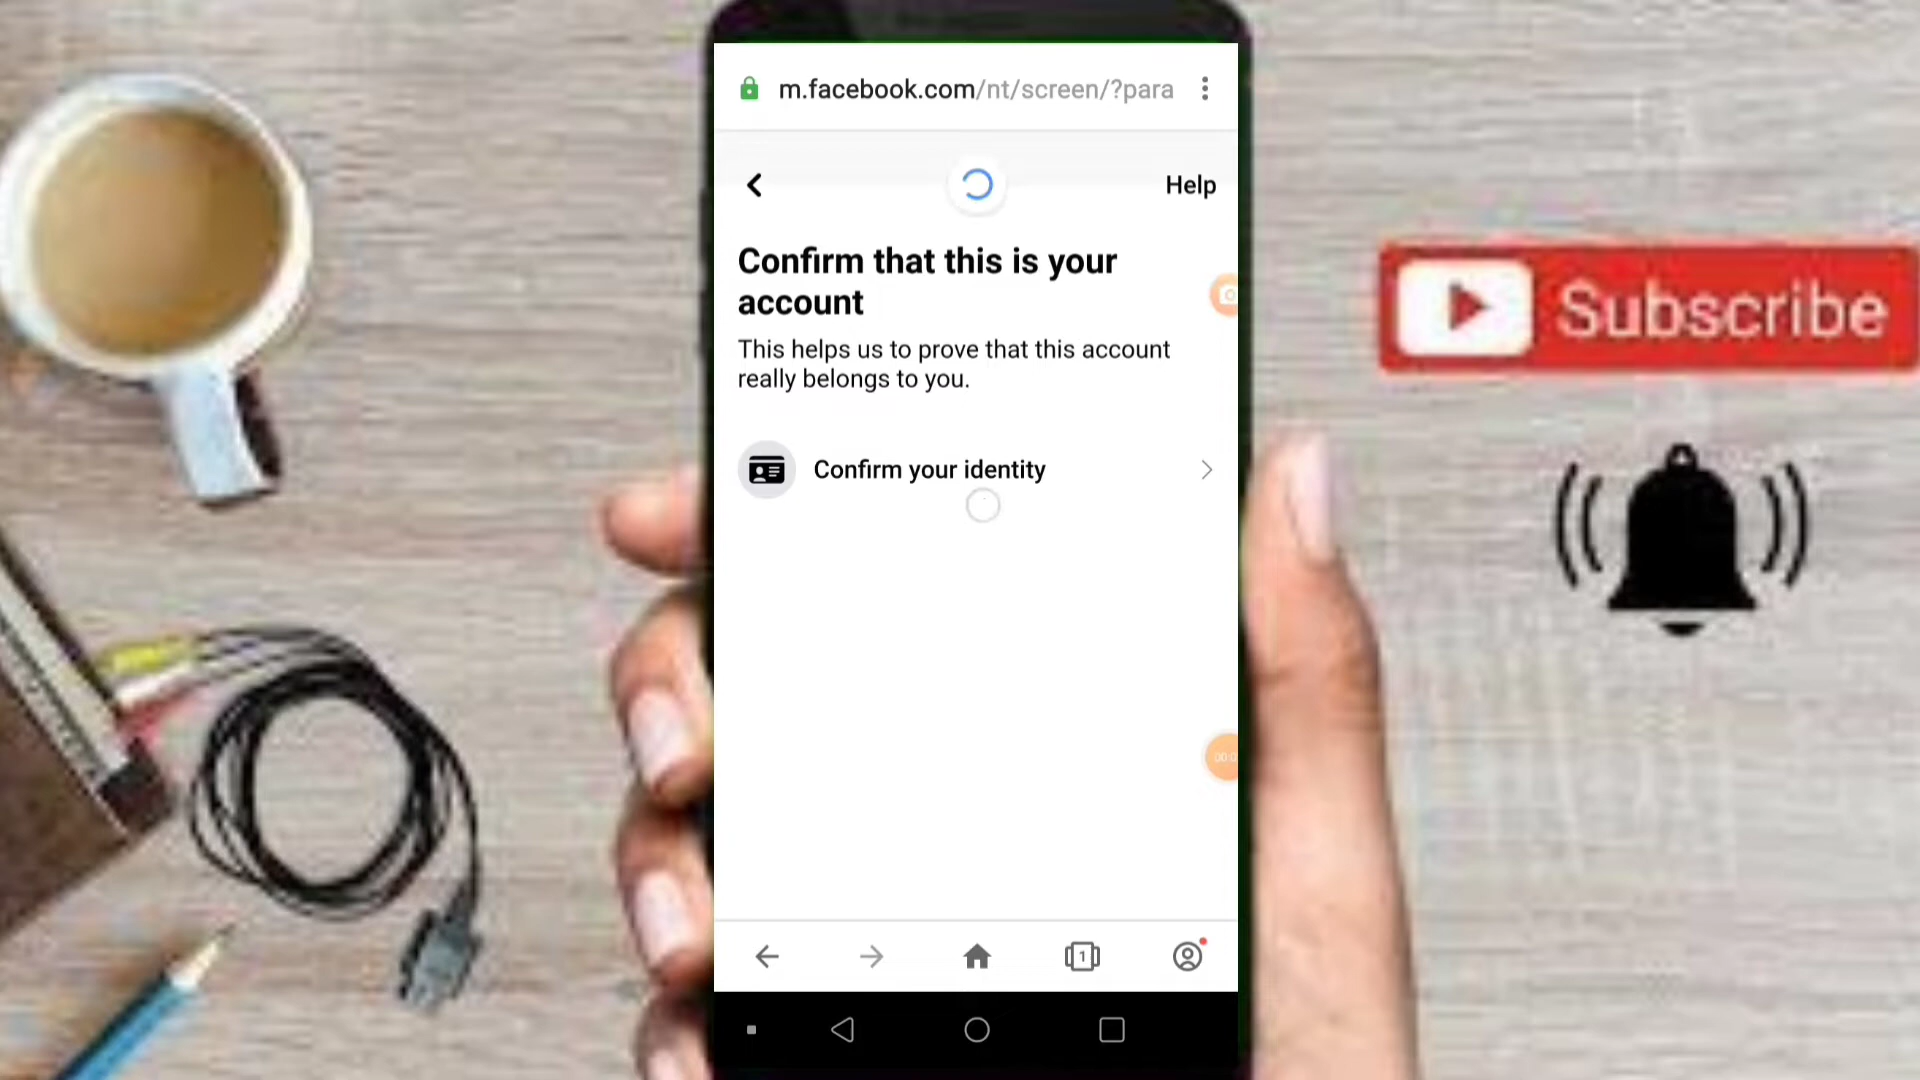 m.facebook.com/nt/screen/?para
Help
Confirm that this is your
account
This helps us to prove that this account
really belongs to you.
Confirm your identity
Subscribe
1